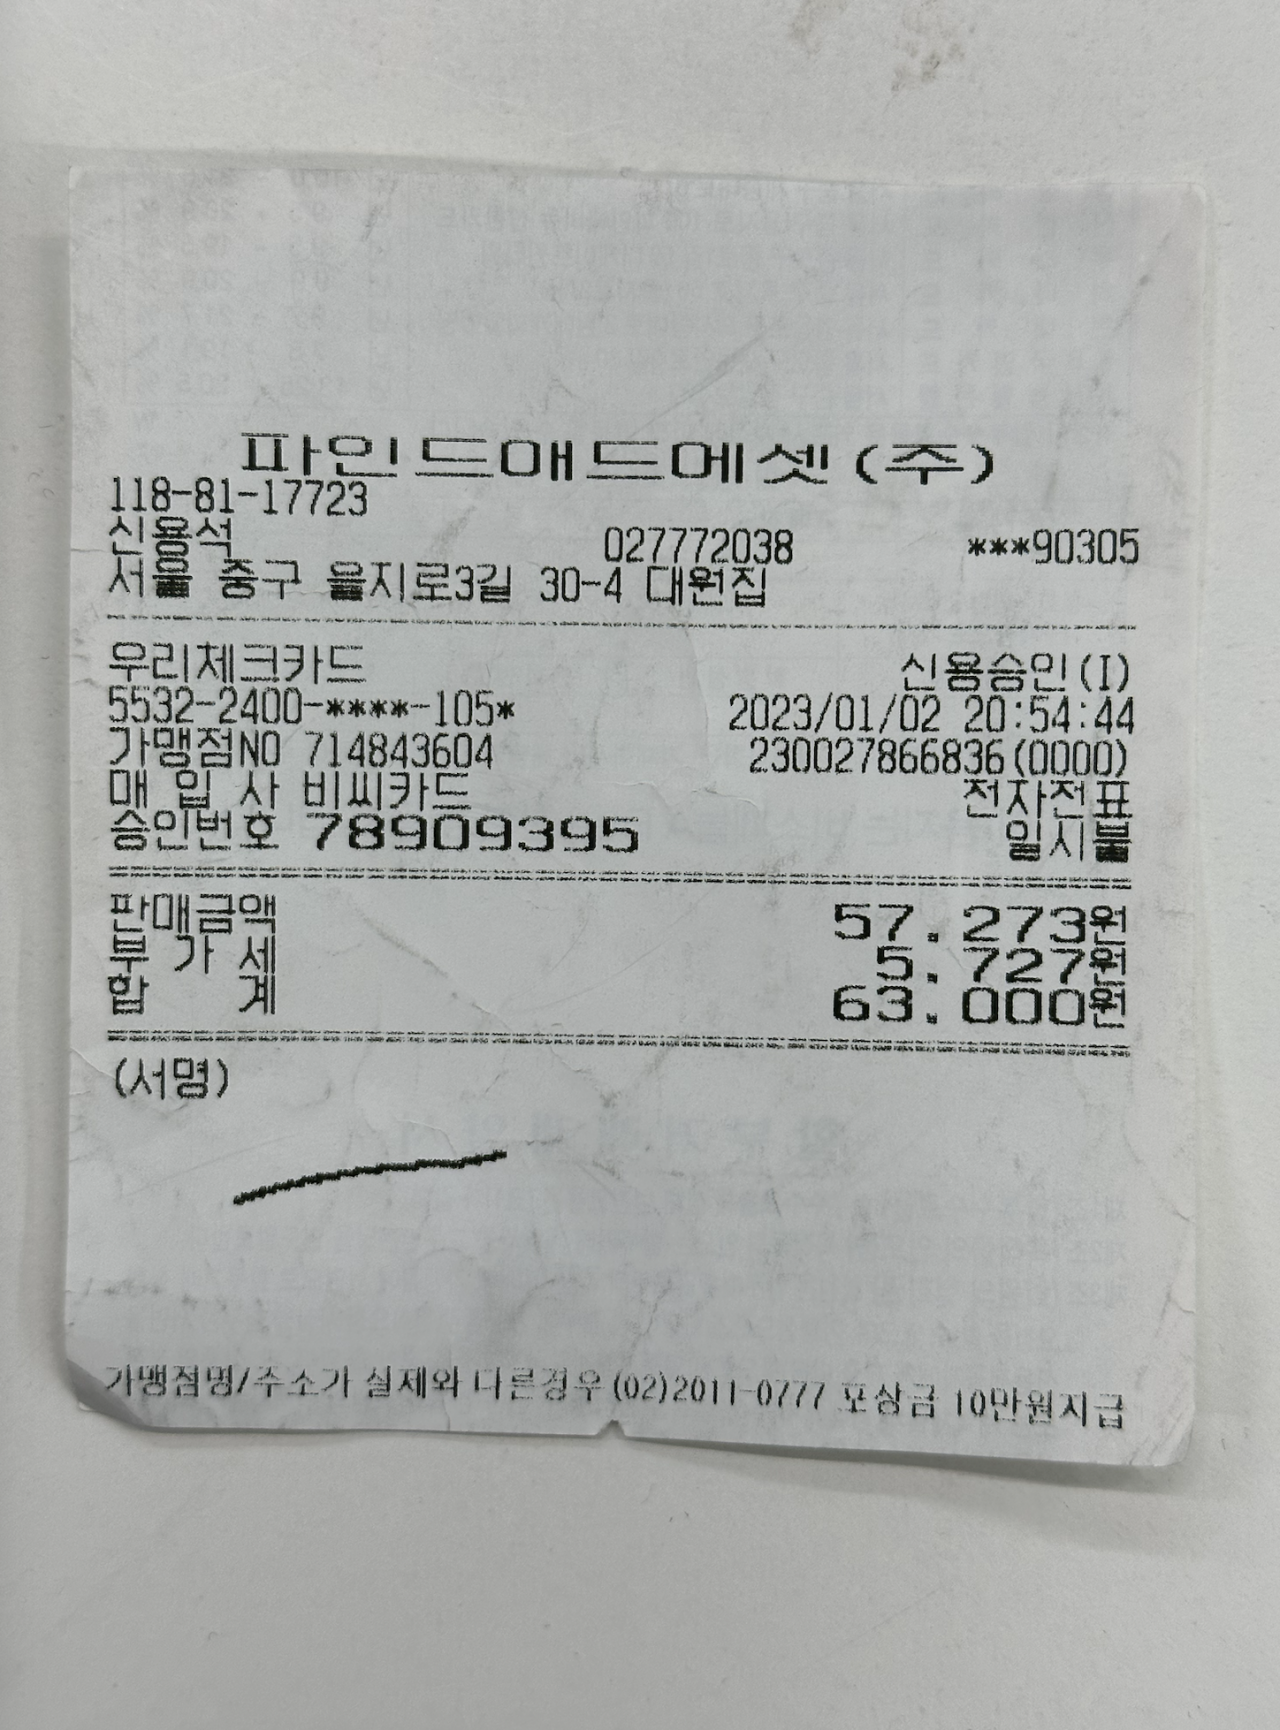 파인드애드에셋(주)
118-81-17723
신용석 027772038 ***90305
서울 중구 을지로3길 30-4 대원집
우리체크카드 신용승인(I)
5532-2400-****-105* 2023/01/02 20:54:44
가맹점NO 714843604 230027866836(0000)
매 입 사 비씨카드 전자전표
승인번호 78909395 일시불
판매금액 57.273원
부 가 세 5.727원
합 계 63.000원
(서명)
가맹점명/주소가 실제와 다른경우(02)2011-0777 포상금 10만원지급